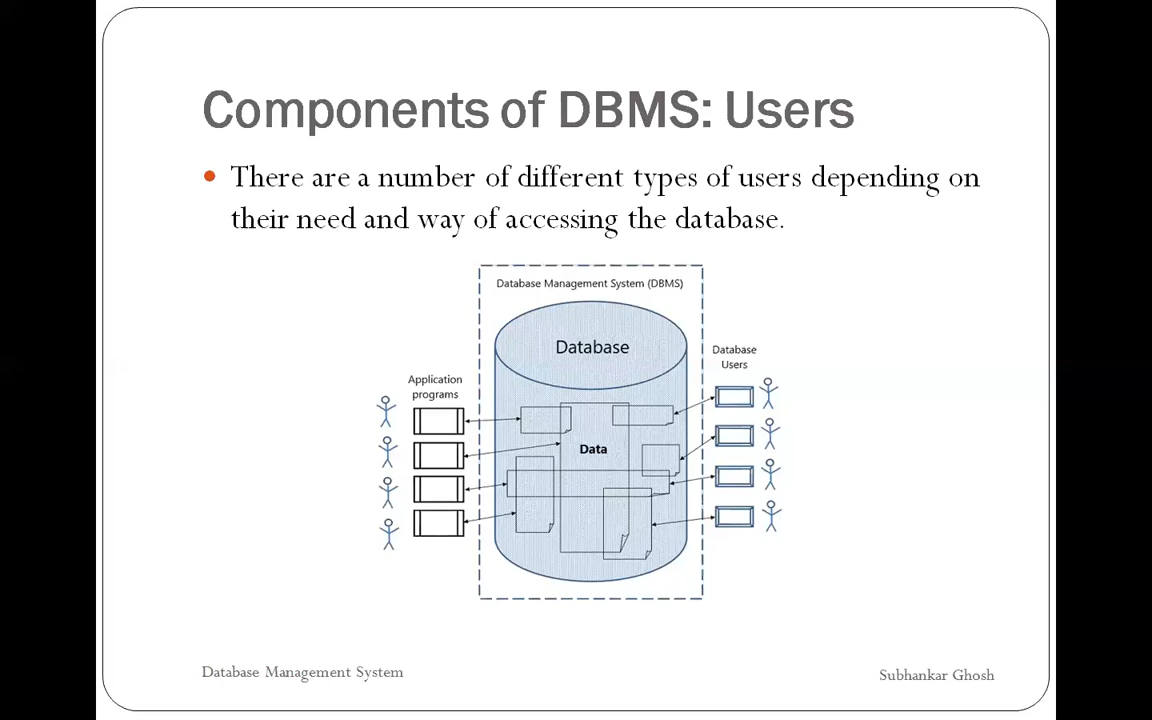 Components of DBMS: Users
• There are a number of different types of users depending on
their need and way of accessing the database.
Database Management System (DBMS)
Database
Database
Users
Application
programs
Data
Database Management System
Subhankar Ghosh